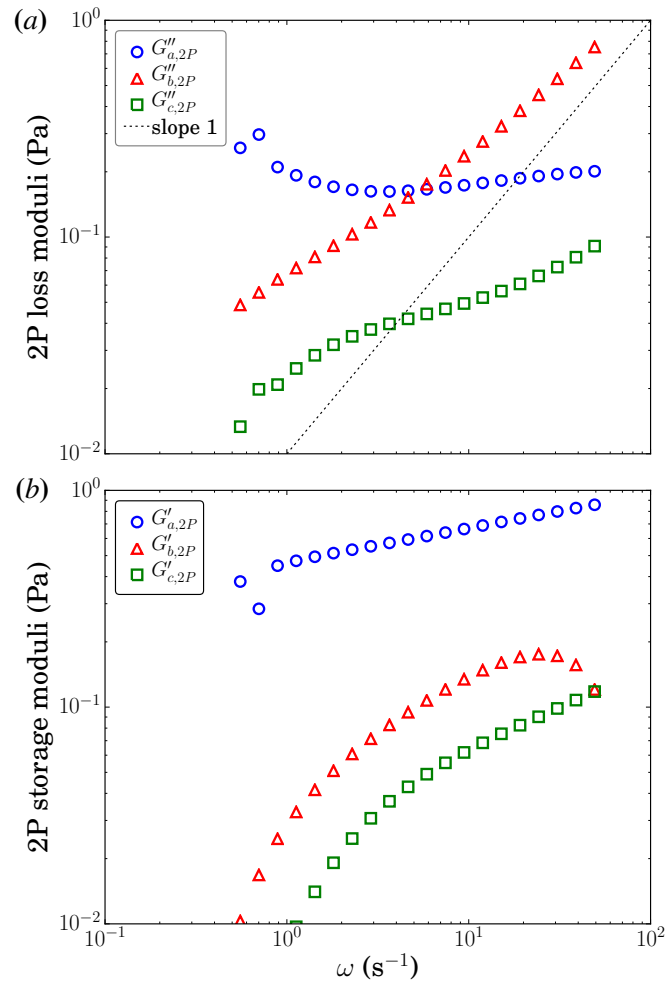 (a)
10^0
G''_{a,2P}
G''_{b,2P}
G''_{c,2P}
slope 1
10^{-1}
10^{-2}
2P loss moduli (Pa)
(b)
10^0
G'_{a,2P}
G'_{b,2P}
G'_{c,2P}
10^{-1}
10^{-2}
2P storage moduli (Pa)
10^{-1} 10^0 10^1 10^2
ω (s^{-1})